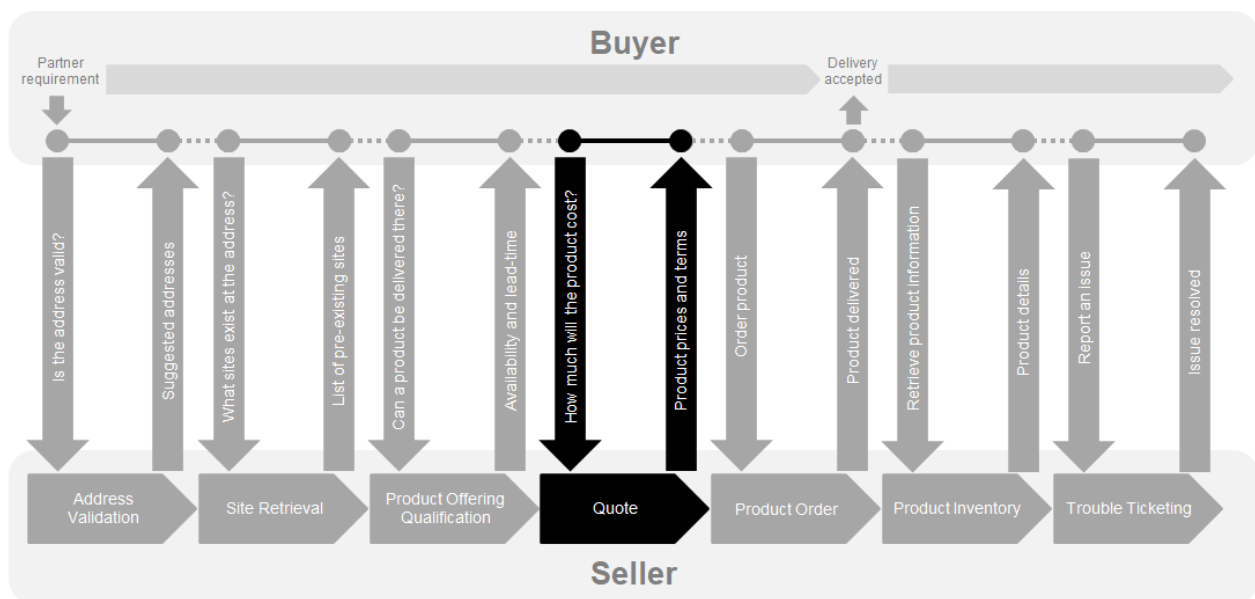 Buyer
Partner
requirement
Delivery
accepted
Is the address valid?
Suggested addresses
What sites exist at the address?
List of pre-existing sites
Can a product be delivered there?
Availability and lead-time
How much will the product cost?
Product prices and terms
Order product
Product delivered
Retrieve product information
Product details
Report an issue
Issue resolved
Address
Validation
Site Retrieval
Product Offering
Qualification
Quote
Product Order
Product Inventory
Trouble Ticketing
Seller